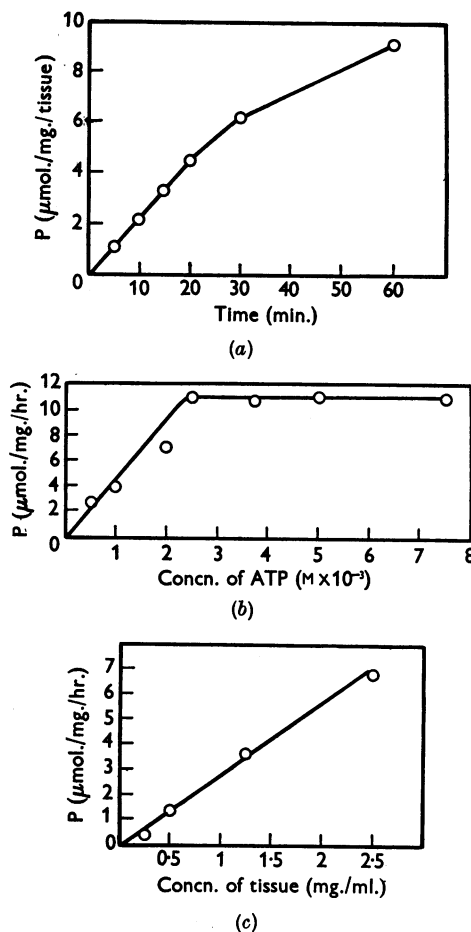 10
8
6
4
2
0
P (μmol./mg./tissue)
10 20 30 40 50 60
Time (min.)
(a)
12
10
8
6
4
2
0
P. (μmol./mg./hr.)
1 2 3 4 5 6 7 8
Concn. of ATP (M x10⁻³)
(b)
7
6
5
4
3
2
1
0
P (μmol./mg./hr.)
0·5 1 1·5 2 2·5
Concn. of tissue (mg./ml.)
(c)